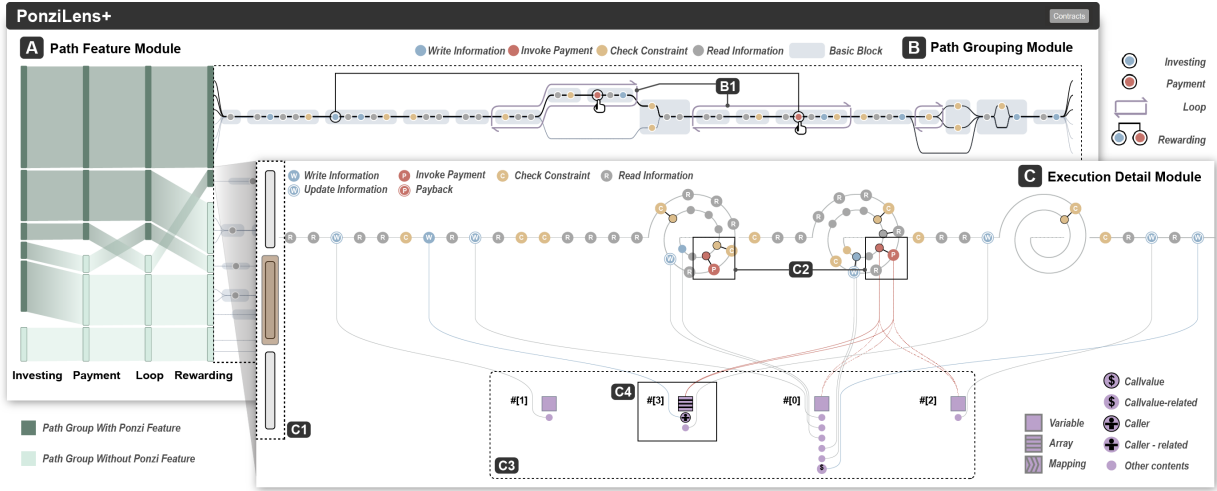 PonziLens+
Contracts
A Path Feature Module
Write Information Invoke Payment Check Constraint Read Information Basic Block
B Path Grouping Module
B1
Investing
Payment
Loop
Rewarding
C Execution Detail Module
W Write Information P Invoke Payment C Check Constraint R Read Information
W Update Information P Payback
R R R R R R
C R R C
R R R
C R R W R R C W R W R C C R R R R W R P C C R R C W R P C R R W C R W R W
C2
Investing Payment Loop Rewarding
C1
C4
#[1] #[3] #[0] #[2]
$
C3
Path Group With Ponzi Feature
Path Group Without Ponzi Feature
Variable
Array
Mapping
$ Callvalue
$ Callvalue-related
Caller
Caller - related
Other contents